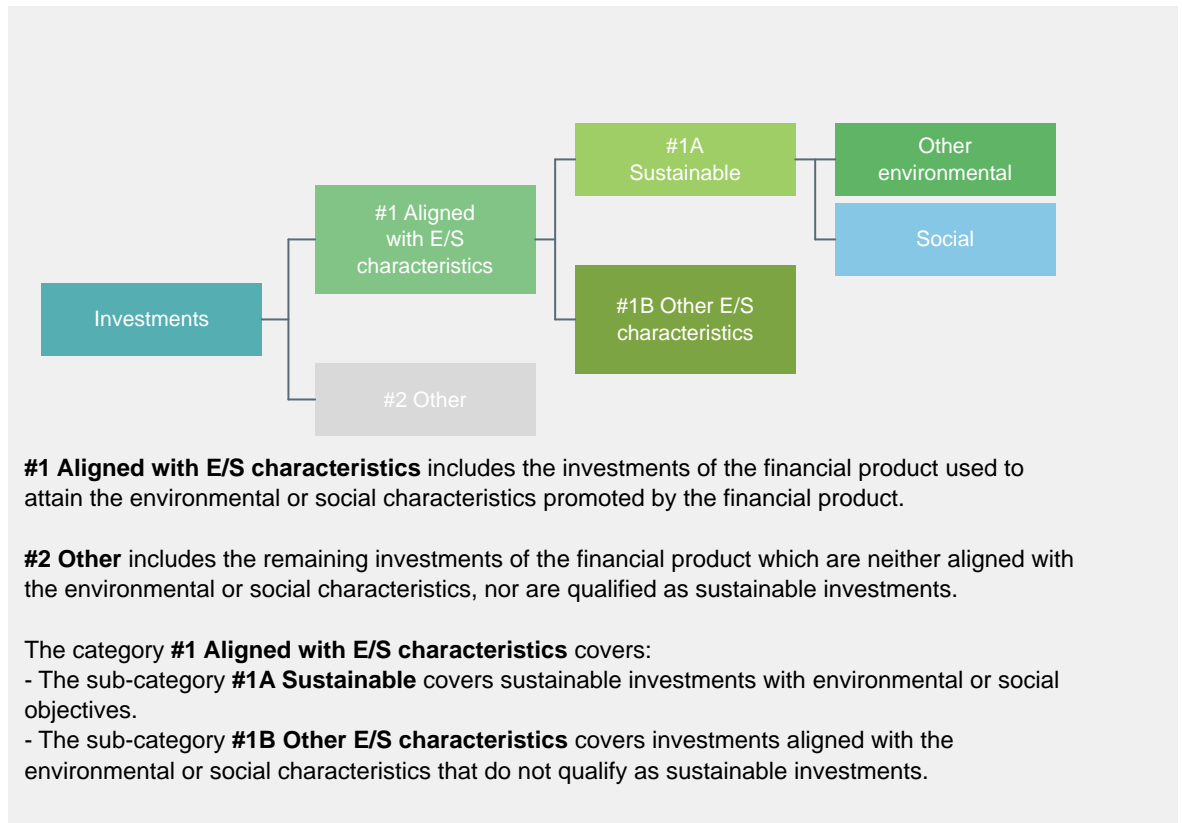 #1A
Sustainable
Other
environmental
#1 Aligned
with E/S
characteristics
Social
Investments
#1B Other E/S
characteristics
#2 Other
#1 Aligned with E/S characteristics includes the investments of the financial product used to
attain the environmental or social characteristics promoted by the financial product.
#2 Other includes the remaining investments of the financial product which are neither aligned with
the environmental or social characteristics, nor are qualified as sustainable investments.
The category #1 Aligned with E/S characteristics covers:
- The sub-category #1A Sustainable covers sustainable investments with environmental or social
objectives.
- The sub-category #1B Other E/S characteristics covers investments aligned with the
environmental or social characteristics that do not qualify as sustainable investments.